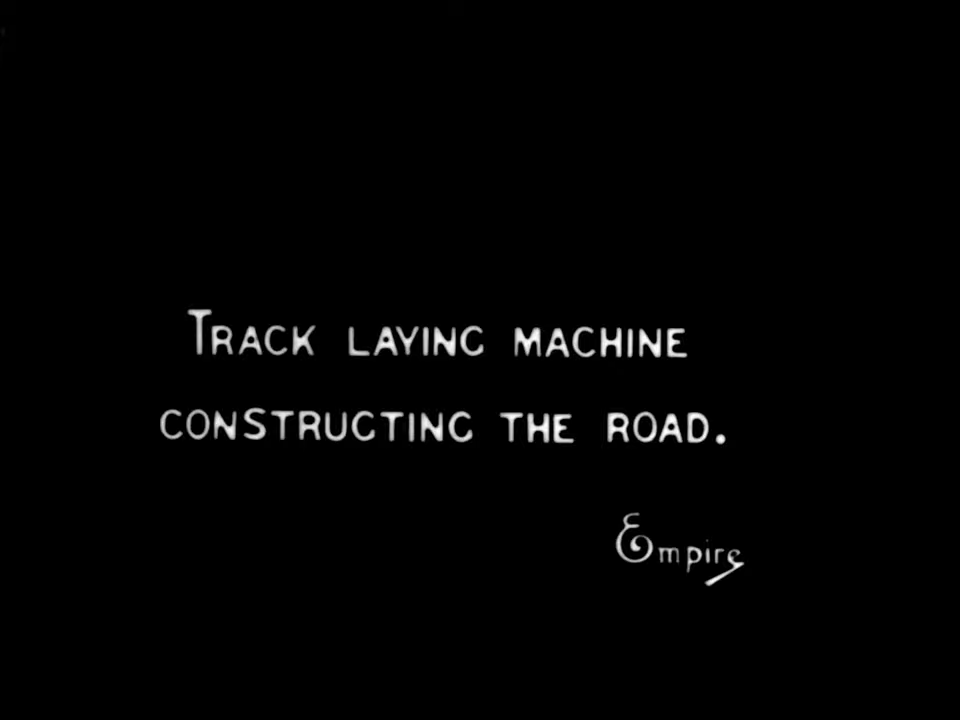 TRACK LAYING MACHINE
CONSTRUCTING THE ROAD.
Empire